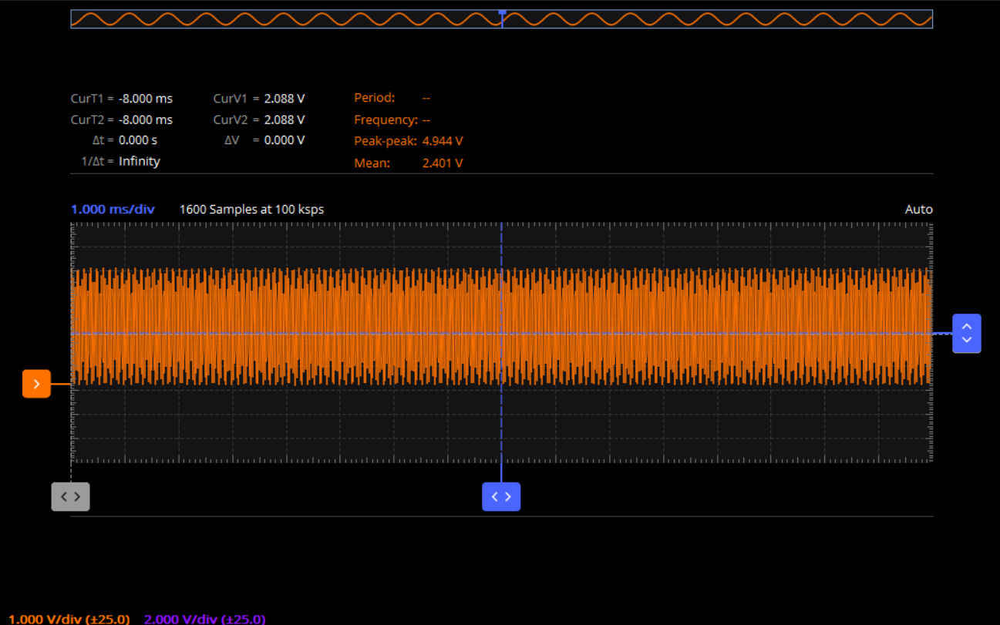 CurT1 = -8.000 ms CurV1 = 2.088 V Period: --
CurT2 = -8.000 ms CurV2 = 2.088 V Frequency: --
Δt = 0.000 s ΔV = 0.000 V Peak-peak: 4.944 V
1/Δt = Infinity Mean: 2.401 V
1.000 ms/div 1600 Samples at 100 ksps Auto
1.000 V/div (±25.0) 2.000 V/div (±25.0)